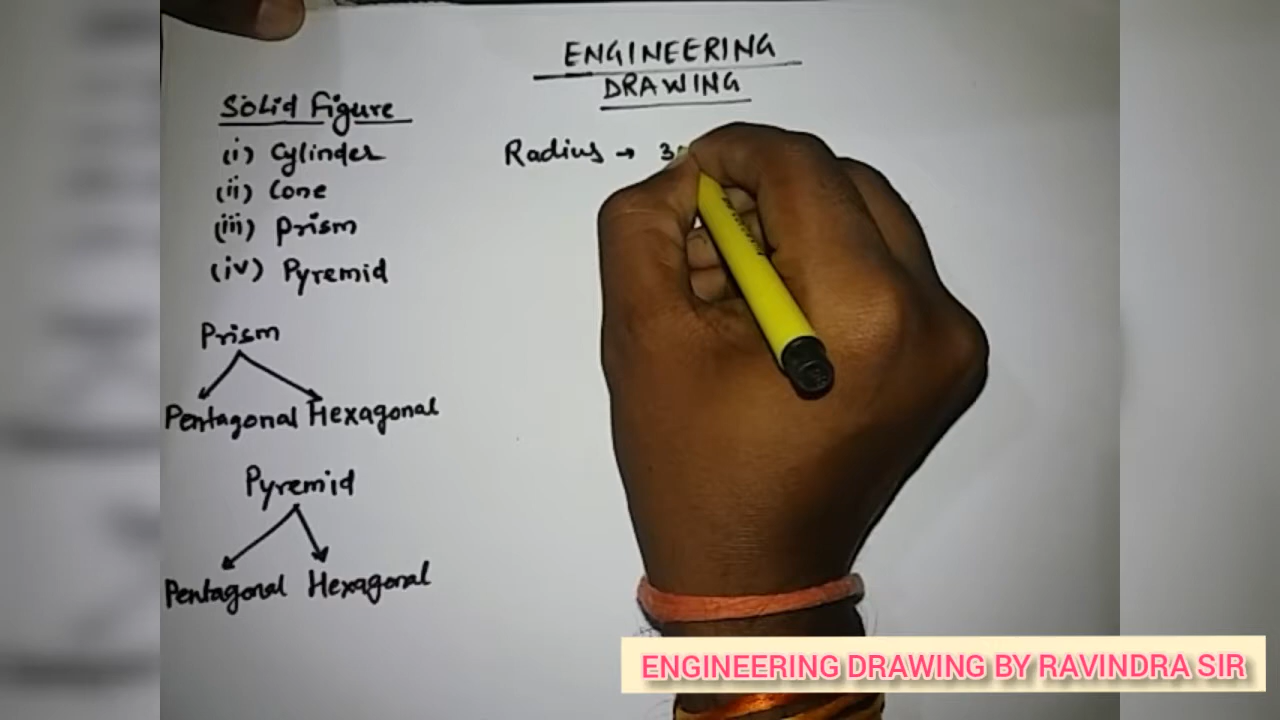 ENGINEERING
DRAWING
Solid Figure
(i) Cylinder
(ii) Cone
(iii) Prism
(iv) Pyremid
Prism
Pentagonal Hexagonal
Pyremid
Pentagonal Hexagonal
Radius →
ENGINEERING DRAWING BY RAVINDRA SIR